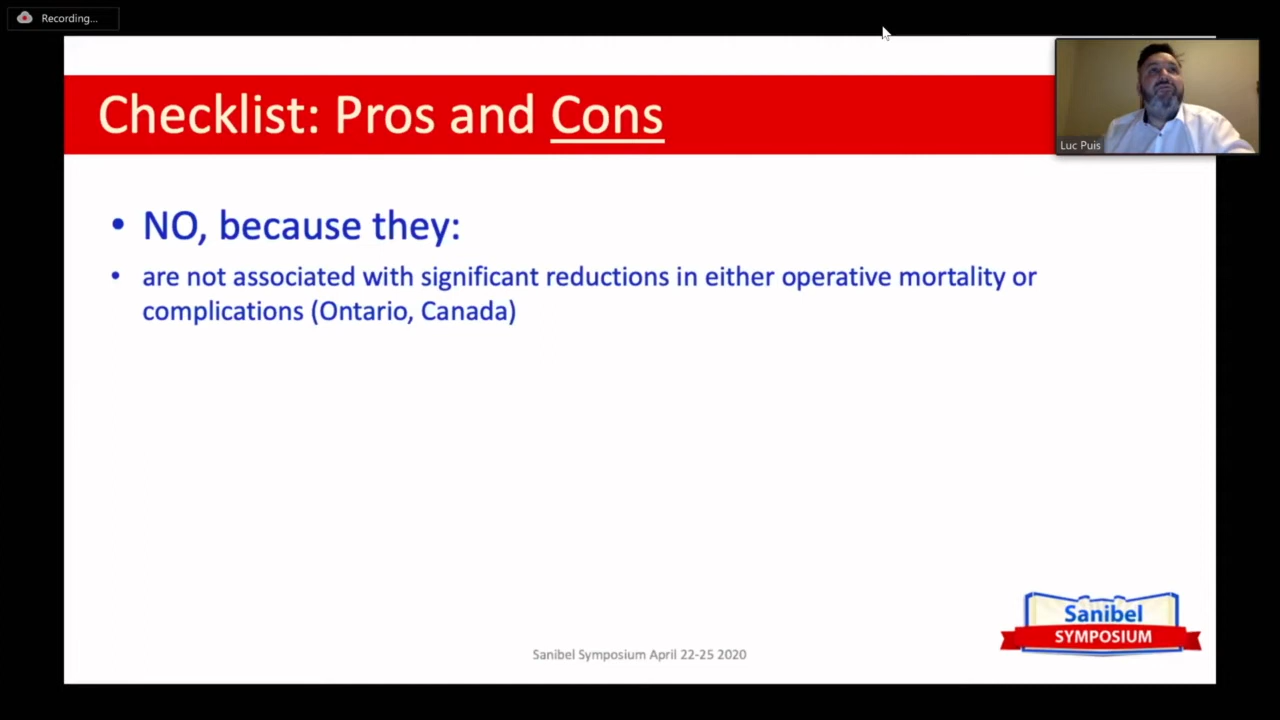 Recording...
Checklist: Pros and Cons
Luc Puis
• NO, because they:
• are not associated with significant reductions in either operative mortality or
complications (Ontario, Canada)
Sanibel
SYMPOSIUM
Sanibel Symposium April 22-25 2020